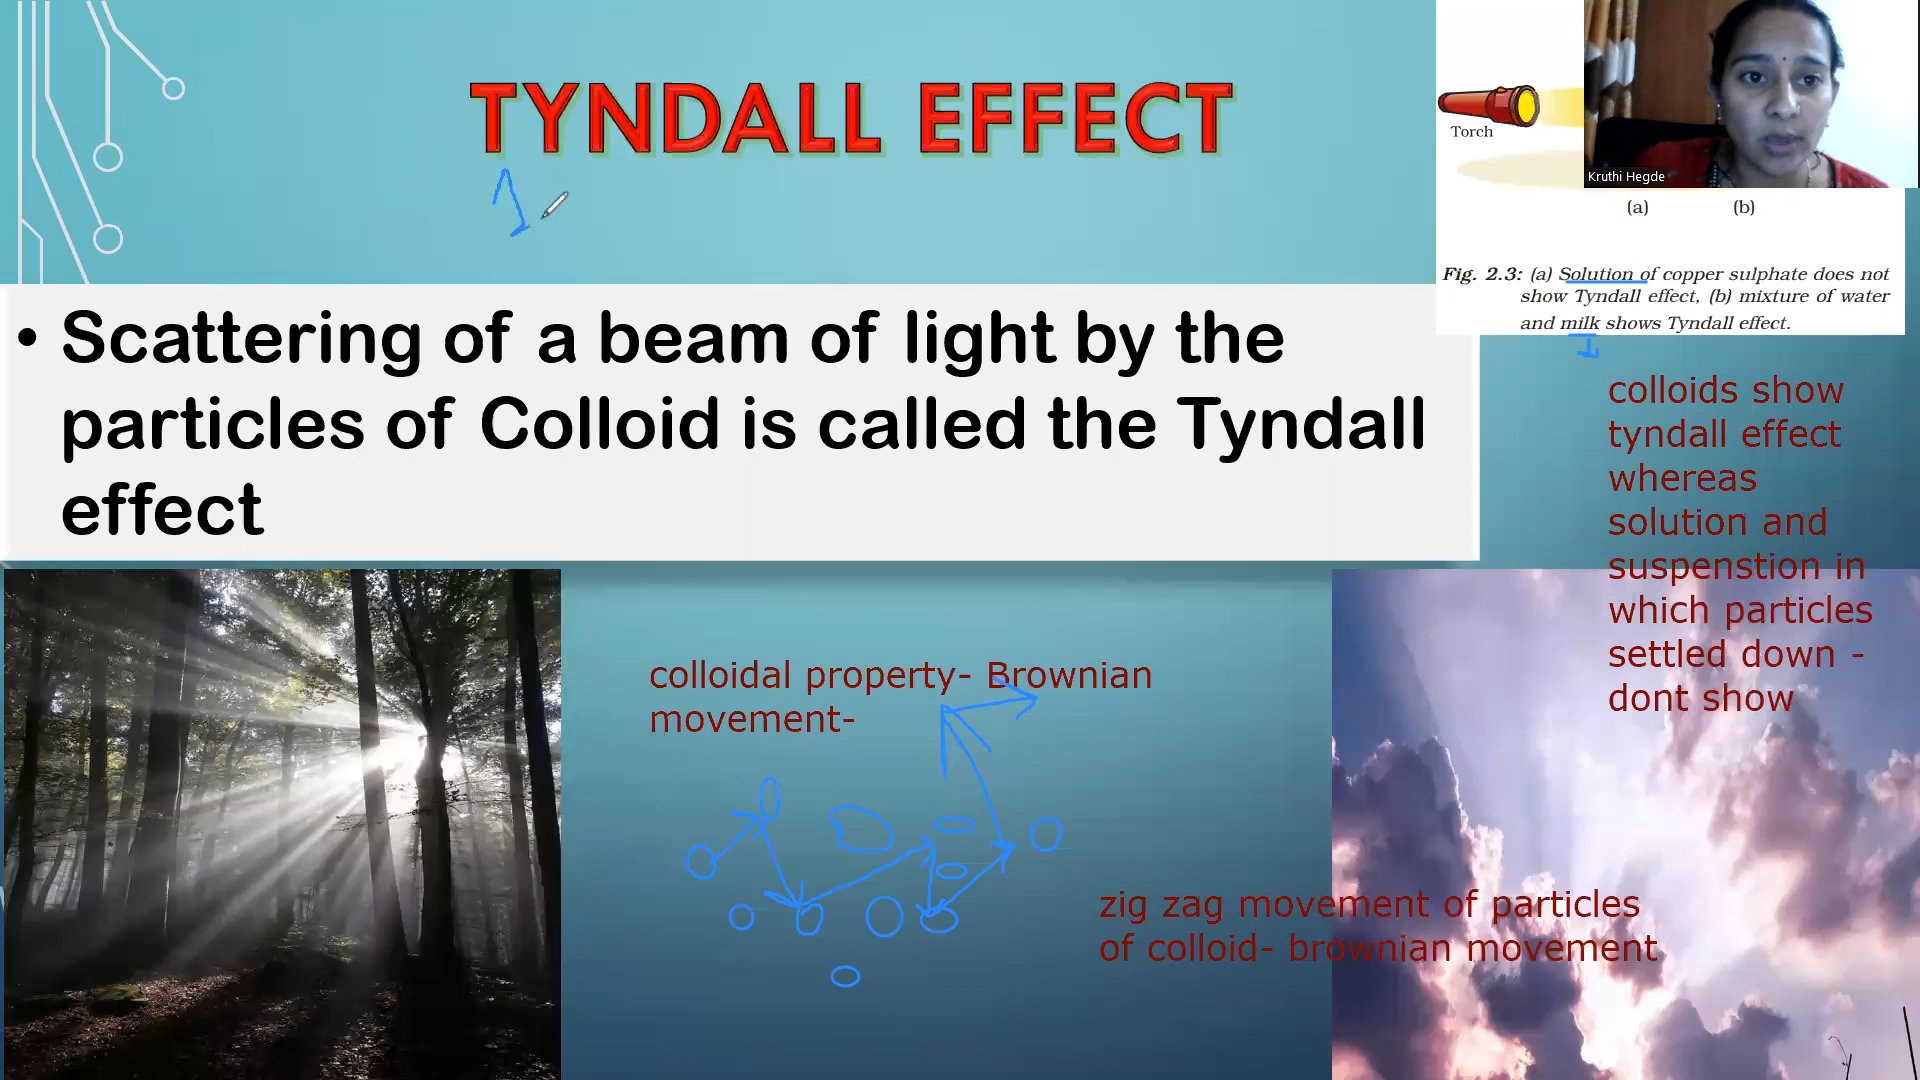 TYNDALL EFFECT
Torch
Kruthi Hegde
(a) (b)
Fig. 2.3: (a) Solution of copper sulphate does not
show Tyndall effect, (b) mixture of water
and milk shows Tyndall effect.
• Scattering of a beam of light by the
particles of Colloid is called the Tyndall
effect
colloids show
tyndall effect
whereas
solution and
suspenstion in
which particles
settled down -
dont show
colloidal property- Brownian
movement-
zig zag movement of particles
of colloid- brownian movement